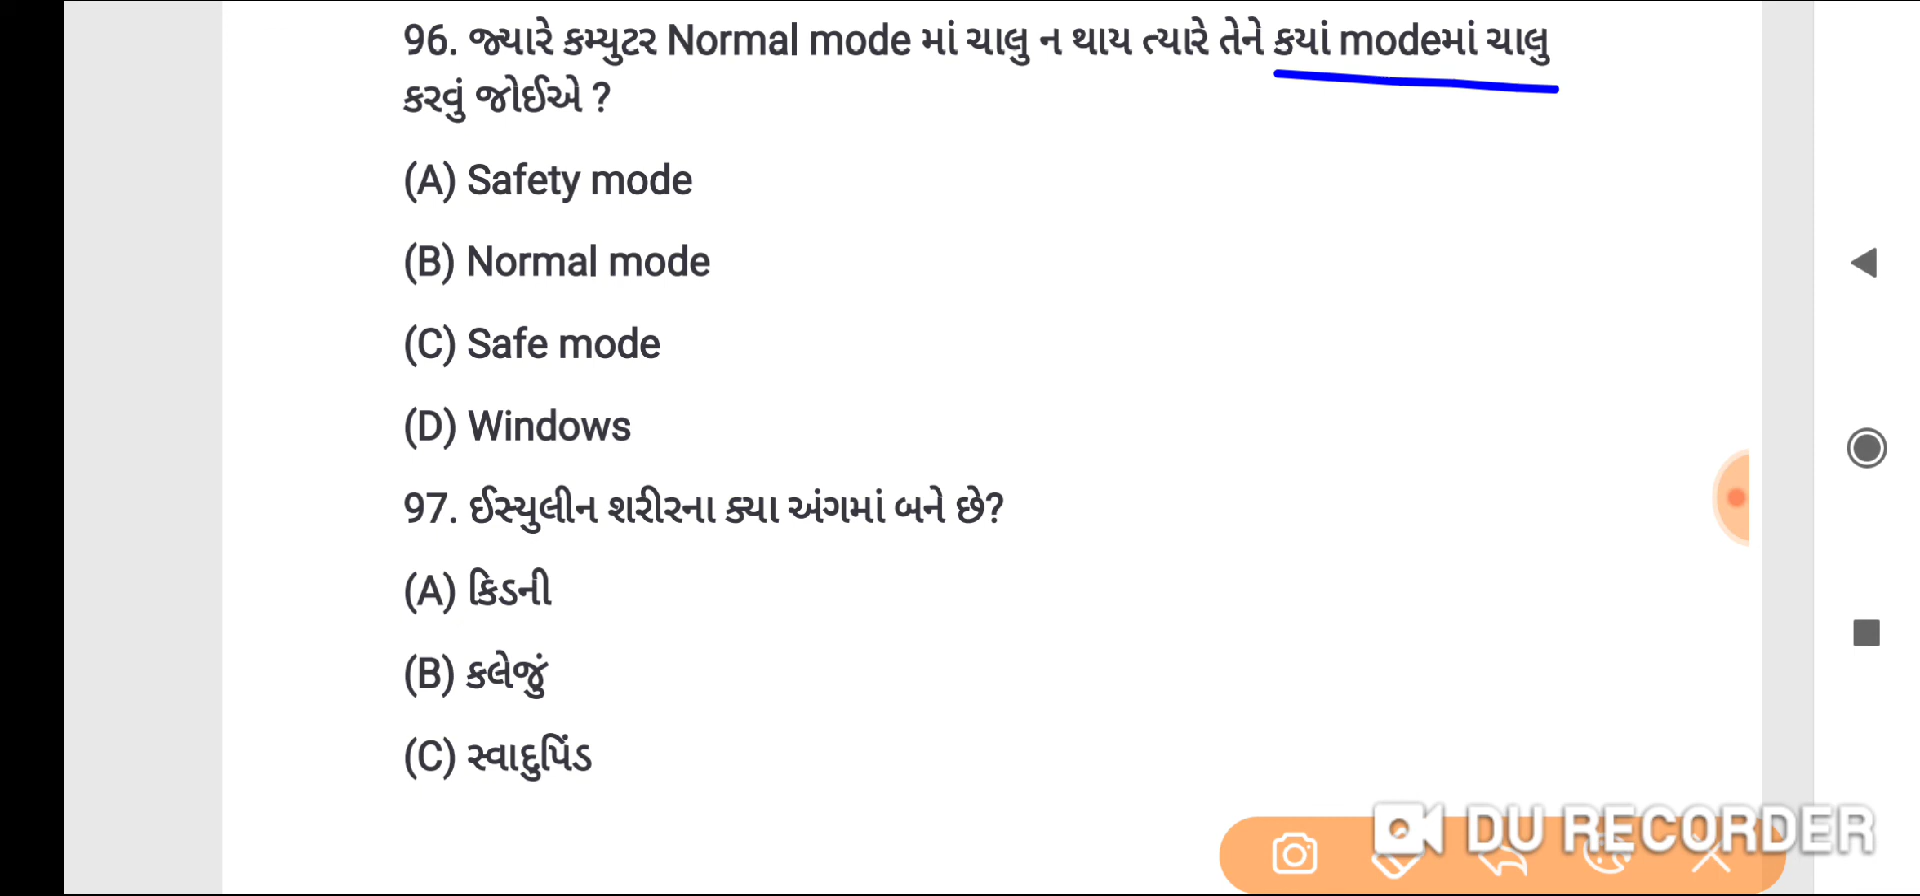 96. જ્યારે કમ્યુટર Normal mode માં ચાલુ ન થાય ત્યારે તેને કયાં modeમાં ચાલુ
કરવું જોઈએ ?
(A) Safety mode
(B) Normal mode
(C) Safe mode
(D) Windows
97. ઈસ્યુલીન શરીરના ક્યા અંગમાં બને છે?
(A) કિડની
(B) કલેજું
(C) સ્વાદુપિંડ
DU RECORDER